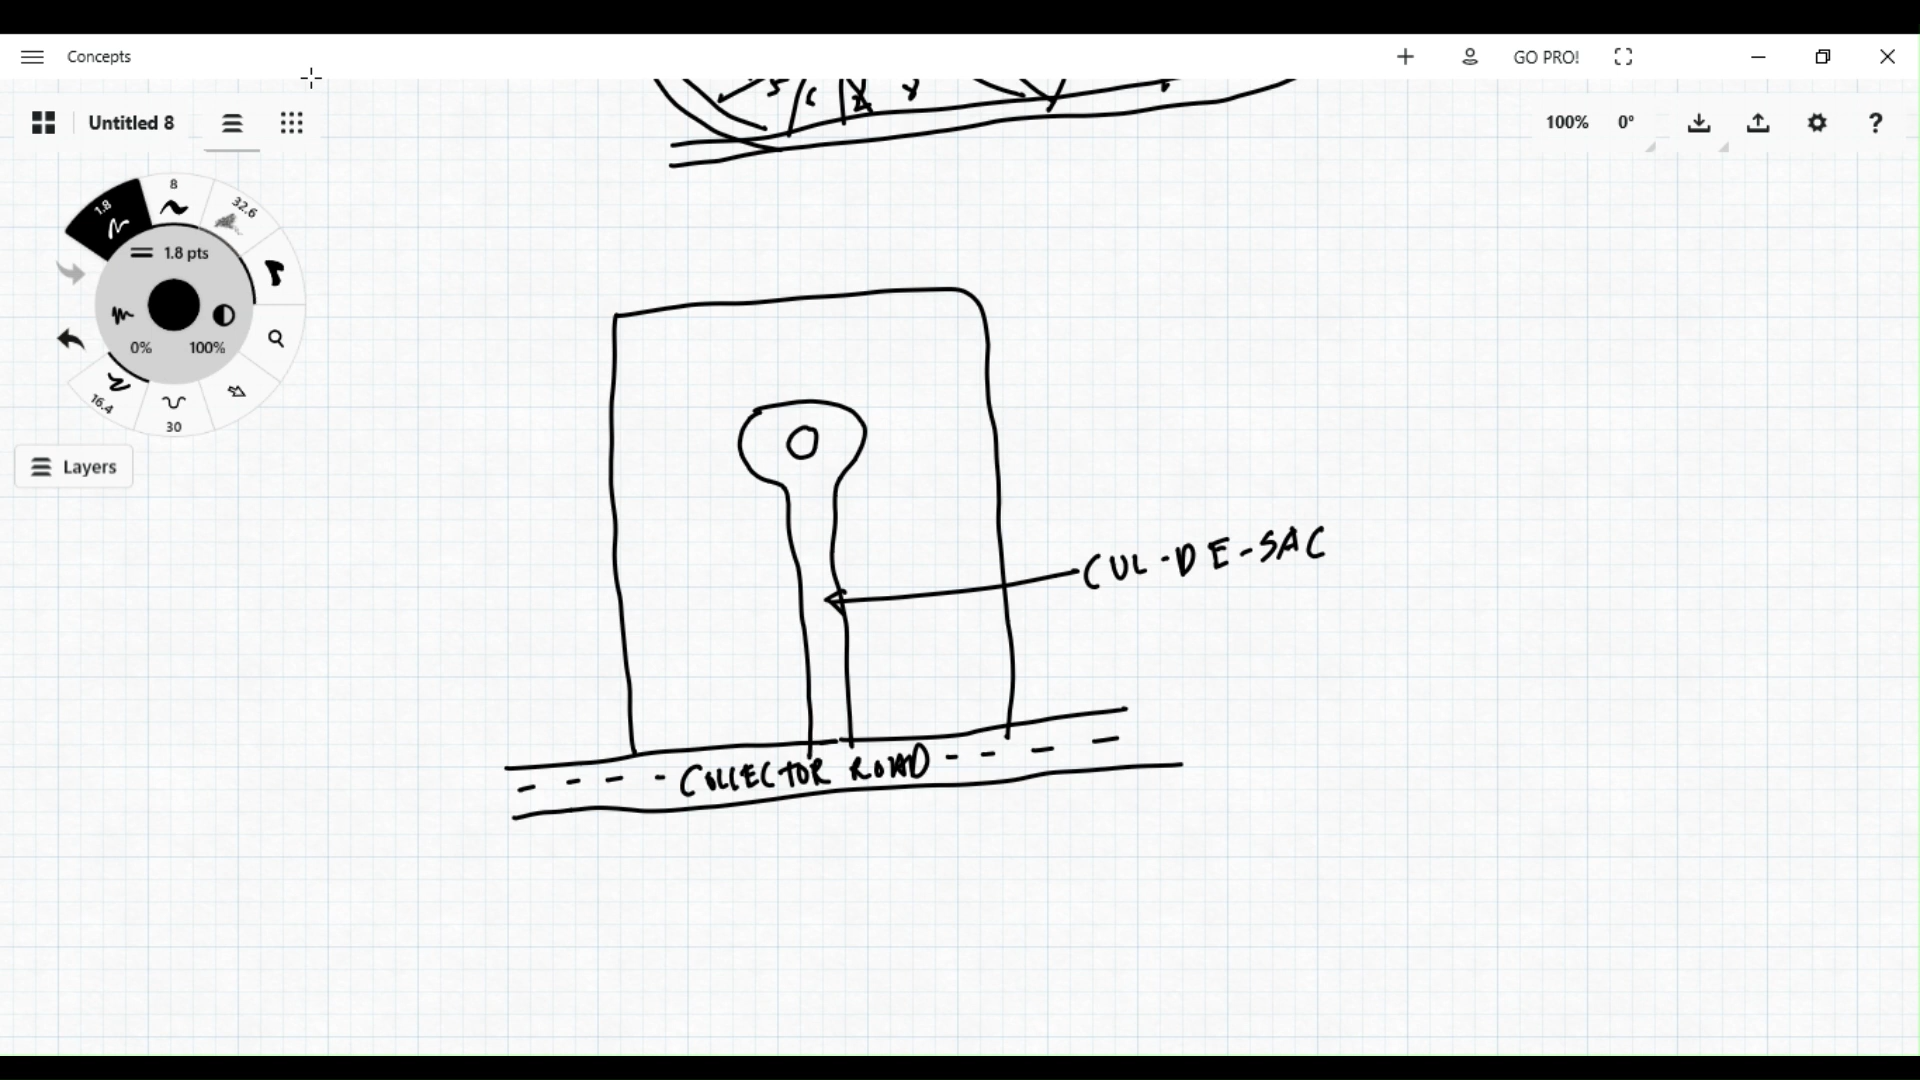 Concepts
GO PRO!
Untitled 8
100% 0°
8
1.8
32.6
1.8 pts
0% 100%
16.4
30
Layers
CUL-DE-SAC
COLLECTOR ROAD